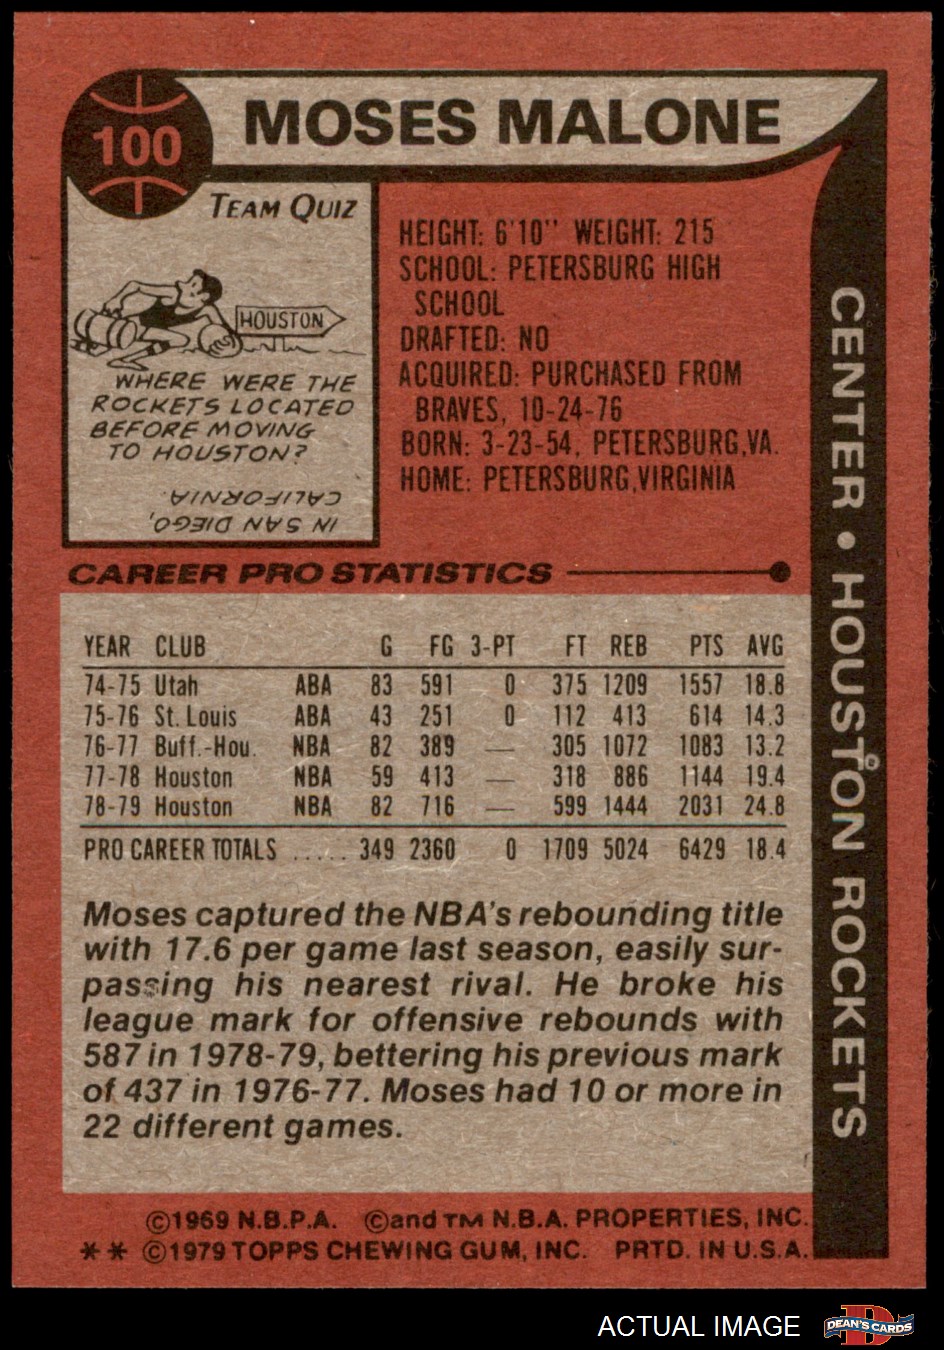 100
MOSES MALONE
TEAM QUIZ
HOUSTON
WHERE WERE THE
ROCKETS LOCATED
BEFORE MOVING
TO HOUSTON?
IN SAN DIEGO,
CALIFORNIA.
HEIGHT: 6'10" WEIGHT: 215
SCHOOL: PETERSBURG HIGH
SCHOOL
DRAFTED: NO
ACQUIRED: PURCHASED FROM
BRAVES, 10-24-76
BORN: 3-23-54, PETERSBURG,VA.
HOME: PETERSBURG,VIRGINIA
CENTER • HOUSTON ROCKETS
CAREER PRO STATISTICS
YEAR CLUB G FG 3-PT FT REB PTS AVG
74-75 Utah ABA 83 591 0 375 1209 1557 18.8
75-76 St. Louis ABA 43 251 0 112 413 614 14.3
76-77 Buff.-Hou. NBA 82 389 — 305 1072 1083 13.2
77-78 Houston NBA 59 413 — 318 886 1144 19.4
78-79 Houston NBA 82 716 — 599 1444 2031 24.8
PRO CAREER TOTALS ..... 349 2360 0 1709 5024 6429 18.4
Moses captured the NBA's rebounding title
with 17.6 per game last season, easily sur-
passing his nearest rival. He broke his
league mark for offensive rebounds with
587 in 1978-79, bettering his previous mark
of 437 in 1976-77. Moses had 10 or more in
22 different games.
©1969 N.B.P.A. ©and TM N.B.A. PROPERTIES, INC.
** ©1979 TOPPS CHEWING GUM, INC. PRTD. IN U.S.A.
ACTUAL IMAGE
D
DEAN'S CARDS